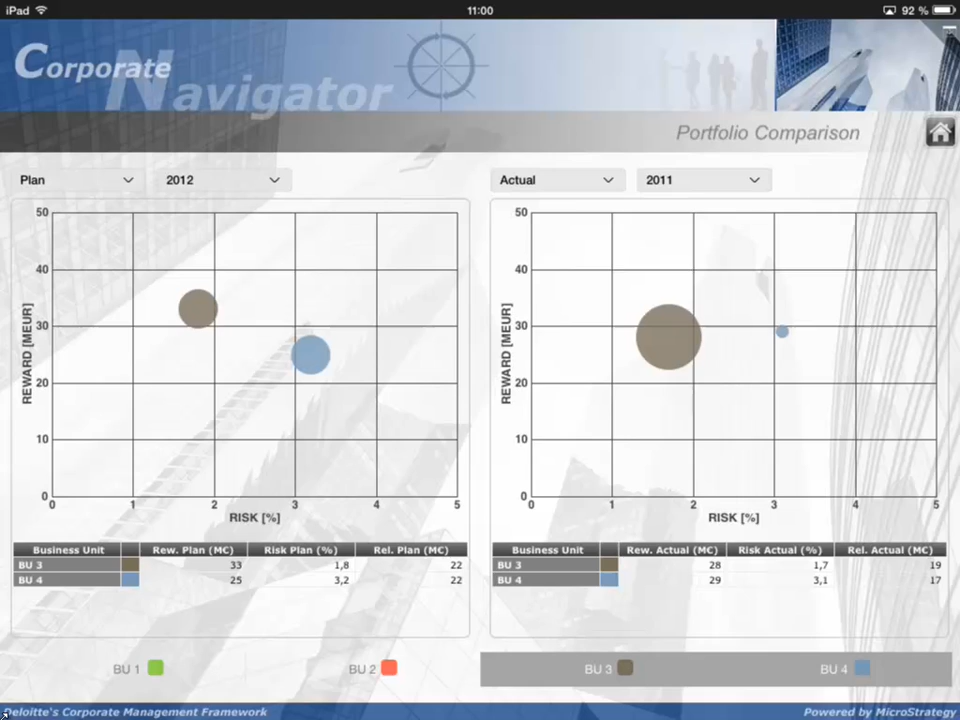 iPad 11:00 92 %
Corporate
Navigator
Portfolio Comparison
Plan 2012 Actual 2011
50
40
30
20
10
0
REWARD [MEUR]
0 1 2 3 4 5
RISK [%]
50
40
30
20
10
0
REWARD [MEUR]
0 1 2 3 4 5
RISK [%]
Business Unit Rew. Plan (MC) Risk Plan (%) Rel. Plan (MC)
BU 3 33 1,8 22
BU 4 25 3,2 22
Business Unit Rew. Actual (MC) Risk Actual (%) Rel. Actual (MC)
BU 3 28 1,7 19
BU 4 29 3,1 17
BU 1 BU 2 BU 3 BU 4
Deloitte's Corporate Management Framework Powered by MicroStrategy